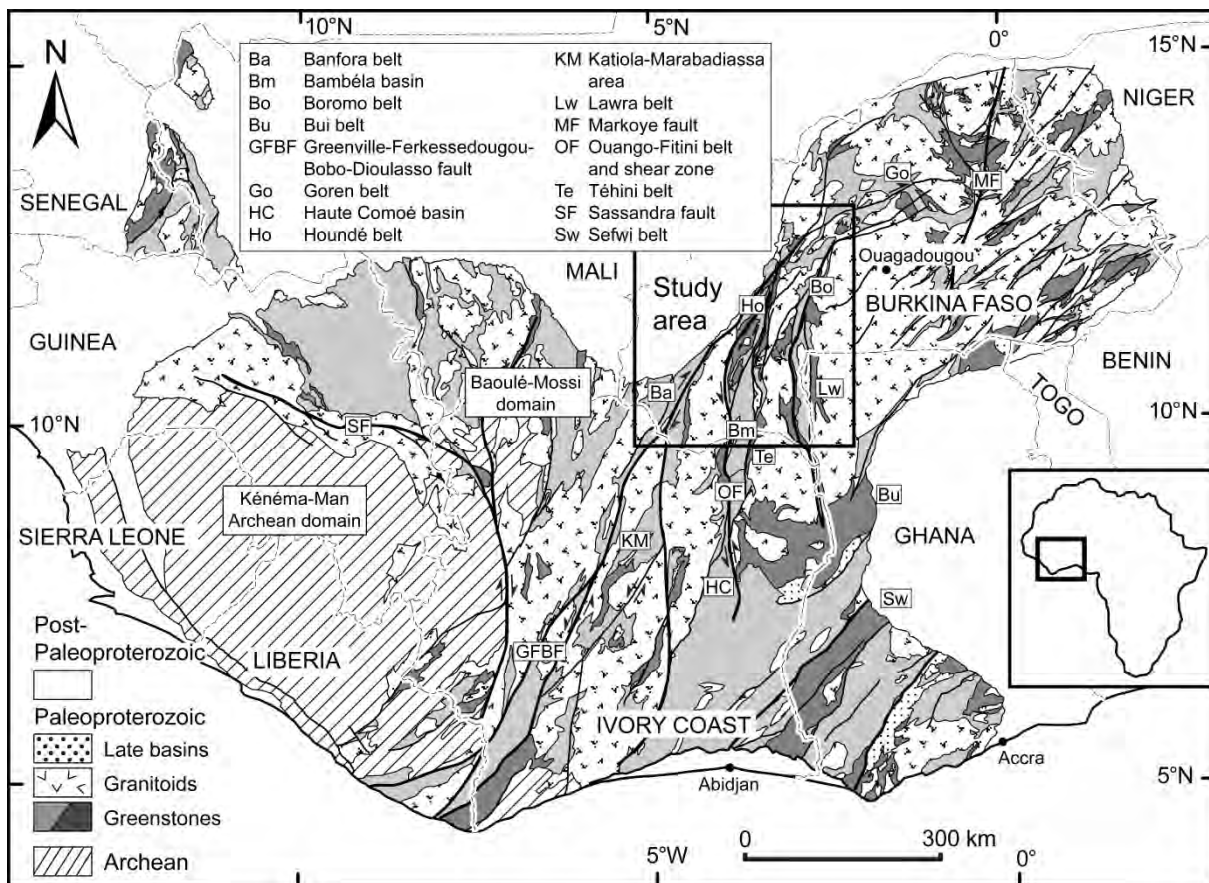 10°N
5°N
0°
15°N
N
Ba Banfora belt
Bm Bambéla basin
Bo Boromo belt
Bu Bui belt
GFBF Greenville-Ferkessedougou-
Bobo-Dioulasso fault
Go Goren belt
HC Haute Comoé basin
Ho Houndé belt
KM Katiola-Marabadiassa
area
Lw Lawra belt
MF Markoye fault
OF Ouango-Fitini belt
and shear zone
Te Téhini belt
SF Sassandra fault
Sw Sefwi belt
NIGER
SENEGAL
Go
MF
MALI
Ouagadougou
Study
area
Bo
Ho
BURKINA FASO
GUINEA
BENIN
Baoulé-Mossi
domain
Ba
Lw
TOGO
10°N
10°N
SF
Bm
Te
OF
Bu
Kénéma-Man
Archean domain
SIERRA LEONE
GHANA
KM
HC
Sw
Post-
Paleoproterozoic
LIBERIA
GFBF
Paleoproterozoic
Late basins
IVORY COAST
Granitoids
Accra
Greenstones
Abidjan
5°N
Archean
0
300 km
5°W
0°